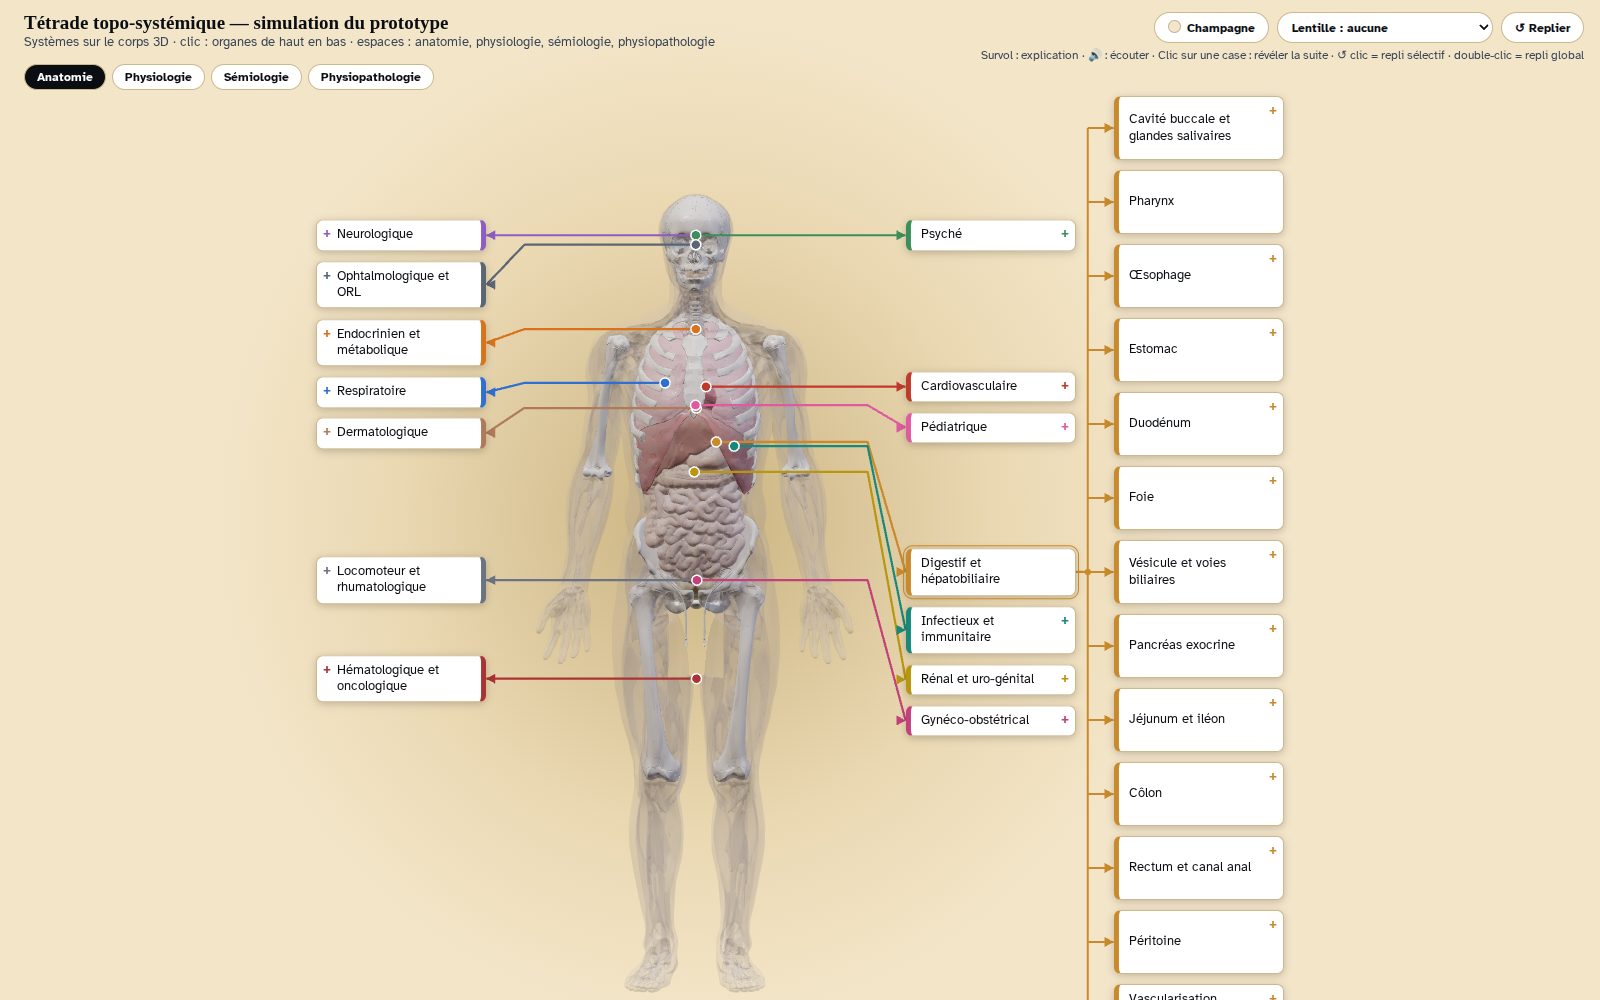 Tétrade topo-systémique — simulation du prototype
Systèmes sur le corps 3D · clic : organes de haut en bas · espaces : anatomie, physiologie, sémiologie, physiopathologie
Anatomie
Physiologie
Sémiologie
Physiopathologie
Champagne
Lentille : aucune
↺ Replier
Survol : explication · 🔊 : écouter · Clic sur une case : révéler la suite · ↺ clic = repli sélectif · double-clic = repli global
+ Neurologique
+ Ophtalmologique et
ORL
+ Endocrinien et
métabolique
+ Respiratoire
+ Dermatologique
+ Locomoteur et
rhumatologique
+ Hématologique et
oncologique
Psyché +
Cardiovasculaire +
Pédiatrique +
Digestif et
hépatobiliaire
Infectieux et +
immunitaire
Rénal et uro-génital +
Gynéco-obstétrical +
Cavité buccale et +
glandes salivaires
Pharynx
Œsophage +
Estomac +
Duodénum +
Foie +
Vésicule et voies +
biliaires
Pancréas exocrine +
Jéjunum et iléon +
Côlon +
Rectum et canal anal +
Péritoine +
Vascularisation